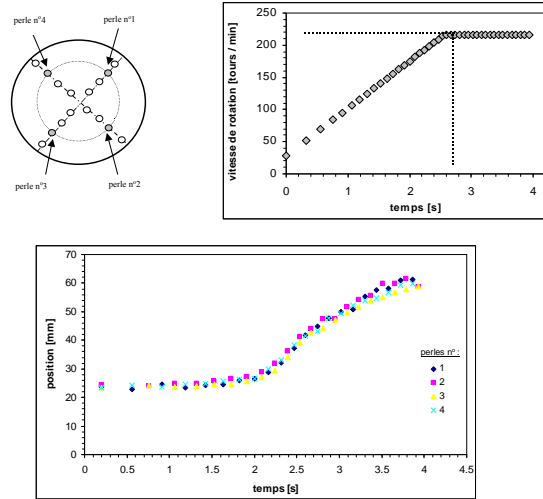 perle n°4
perle n°1
perle n°3
perle n°2
vitesse de rotation [tours / min]
250
200
150
100
50
0
0 1 2 3 4
temps [s]
position [mm]
70
60
50
40
30
20
10
0
0 0.5 1 1.5 2 2.5 3 3.5 4 4.5
temps [s]
perles n° :
1
2
3
4